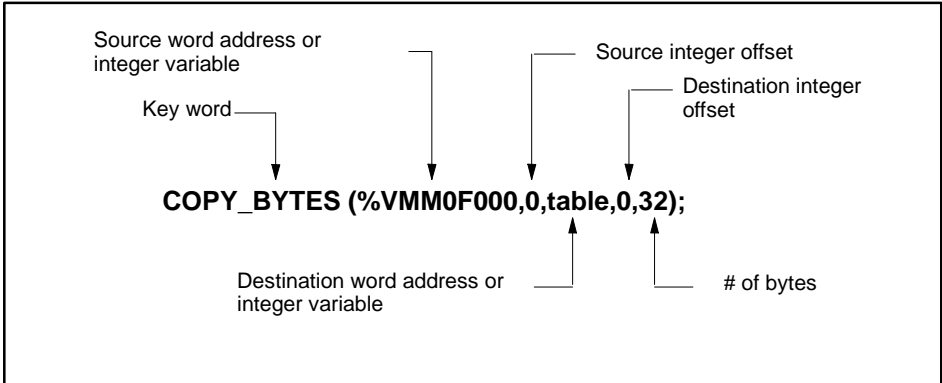 Source word address or
integer variable
Source integer offset
Destination integer
offset
Key word
COPY_BYTES (%VMM0F000,0,table,0,32);
Destination word address or
integer variable
# of bytes